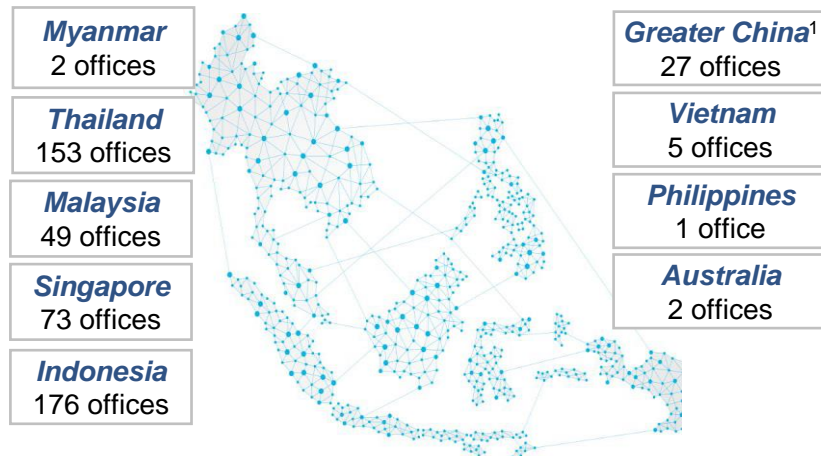 Myanmar
2 offices
Thailand
153 offices
Malaysia
49 offices
Singapore
73 offices
Indonesia
176 offices
Greater China¹
27 offices
Vietnam
5 offices
Philippines
1 office
Australia
2 offices